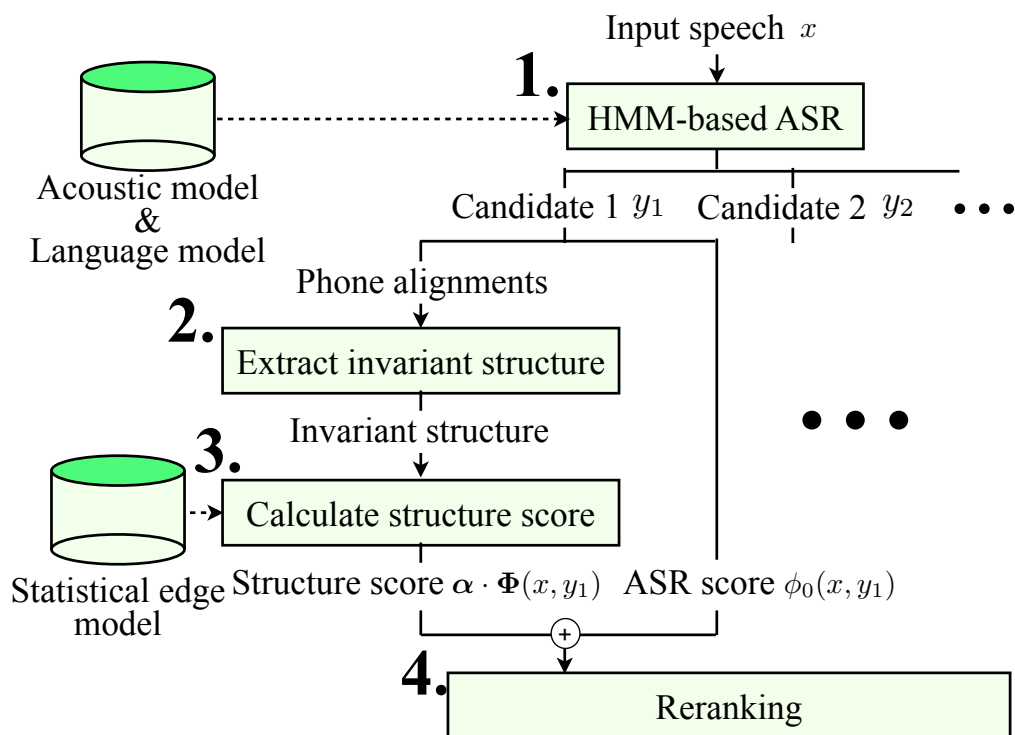 Input speech x
1.
HMM-based ASR
Acoustic model
&
Language model
Candidate 1 y₁ Candidate 2 y₂ • • •
Phone alignments
2.
Extract invariant structure
Invariant structure
• • •
3.
Calculate structure score
Statistical edge
model
Structure score α · Φ(x, y₁) ASR score ϕ₀(x, y₁)
+
4.
Reranking